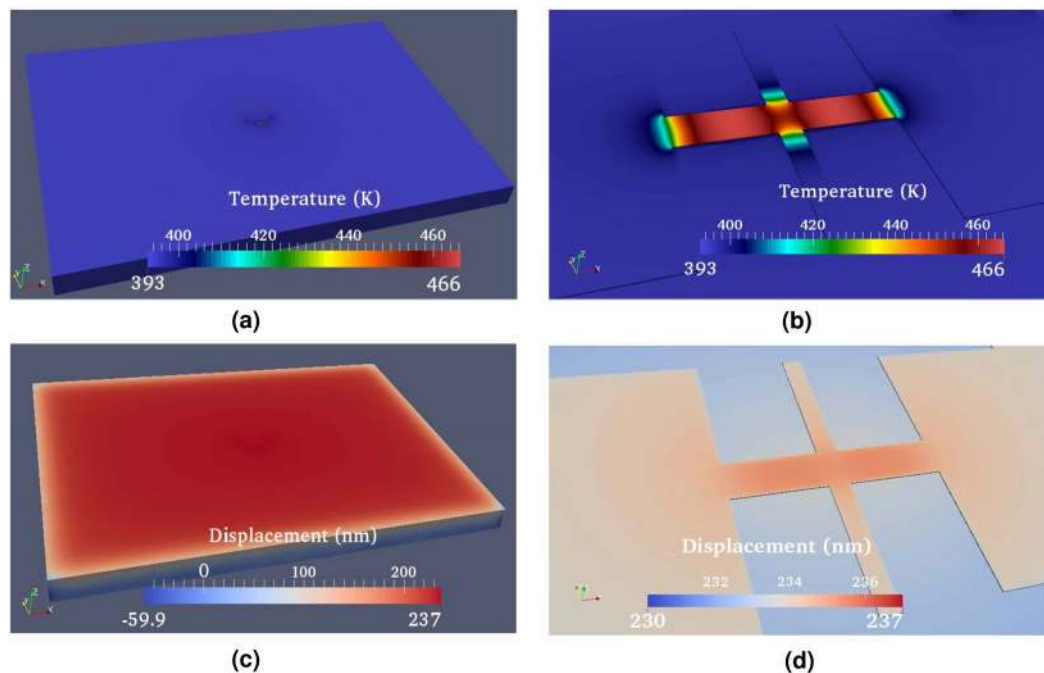 Temperature (K)
400 420 440 460
393 466
(a)
Temperature (K)
400 420 440 460
393 466
(b)
Displacement (nm)
0 100 200
-59.9 237
(c)
Displacement (nm)
232 234 236
230 237
(d)